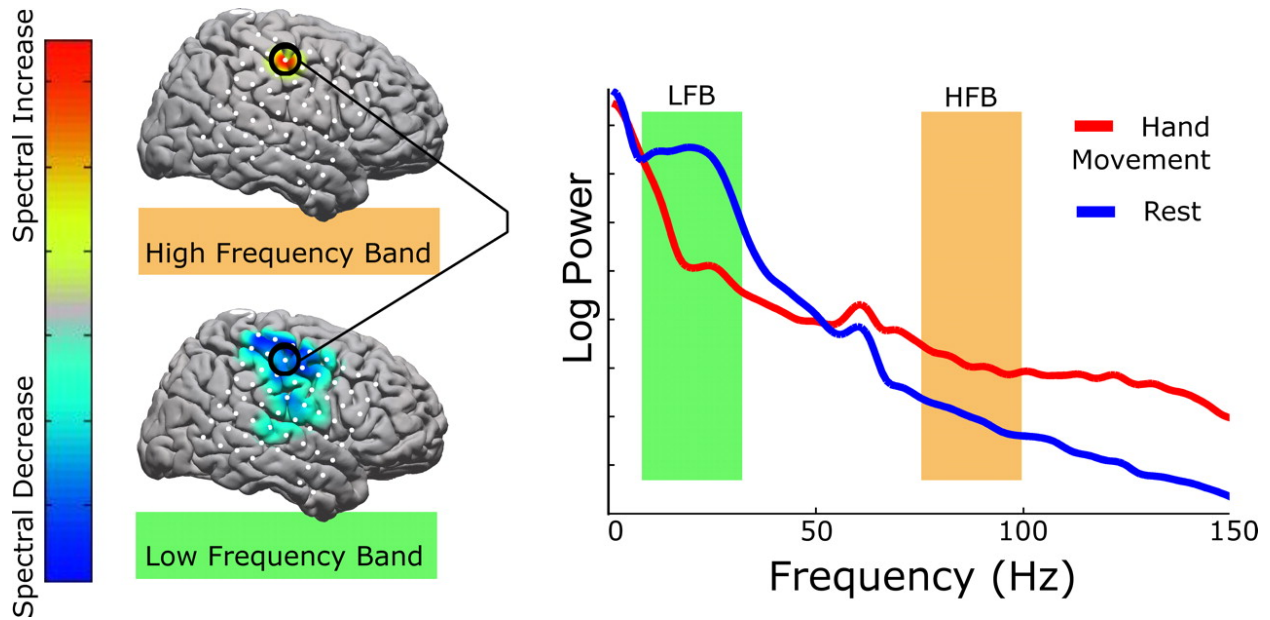 Spectral Increase
Spectral Decrease
High Frequency Band
Low Frequency Band
LFB
HFB
Hand
Movement
Rest
Log Power
0
50
100
150
Frequency (Hz)